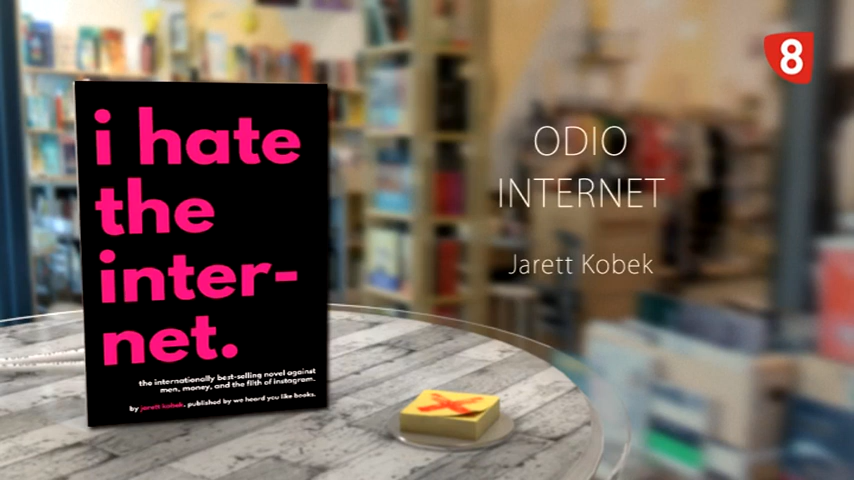 i hate
the
inter-
net.
the internationally best-selling novel against
men, money, and the filth of instagram.
by jarett kobek. published by we heard you like books.
8
ODIO
INTERNET
Jarett Kobek